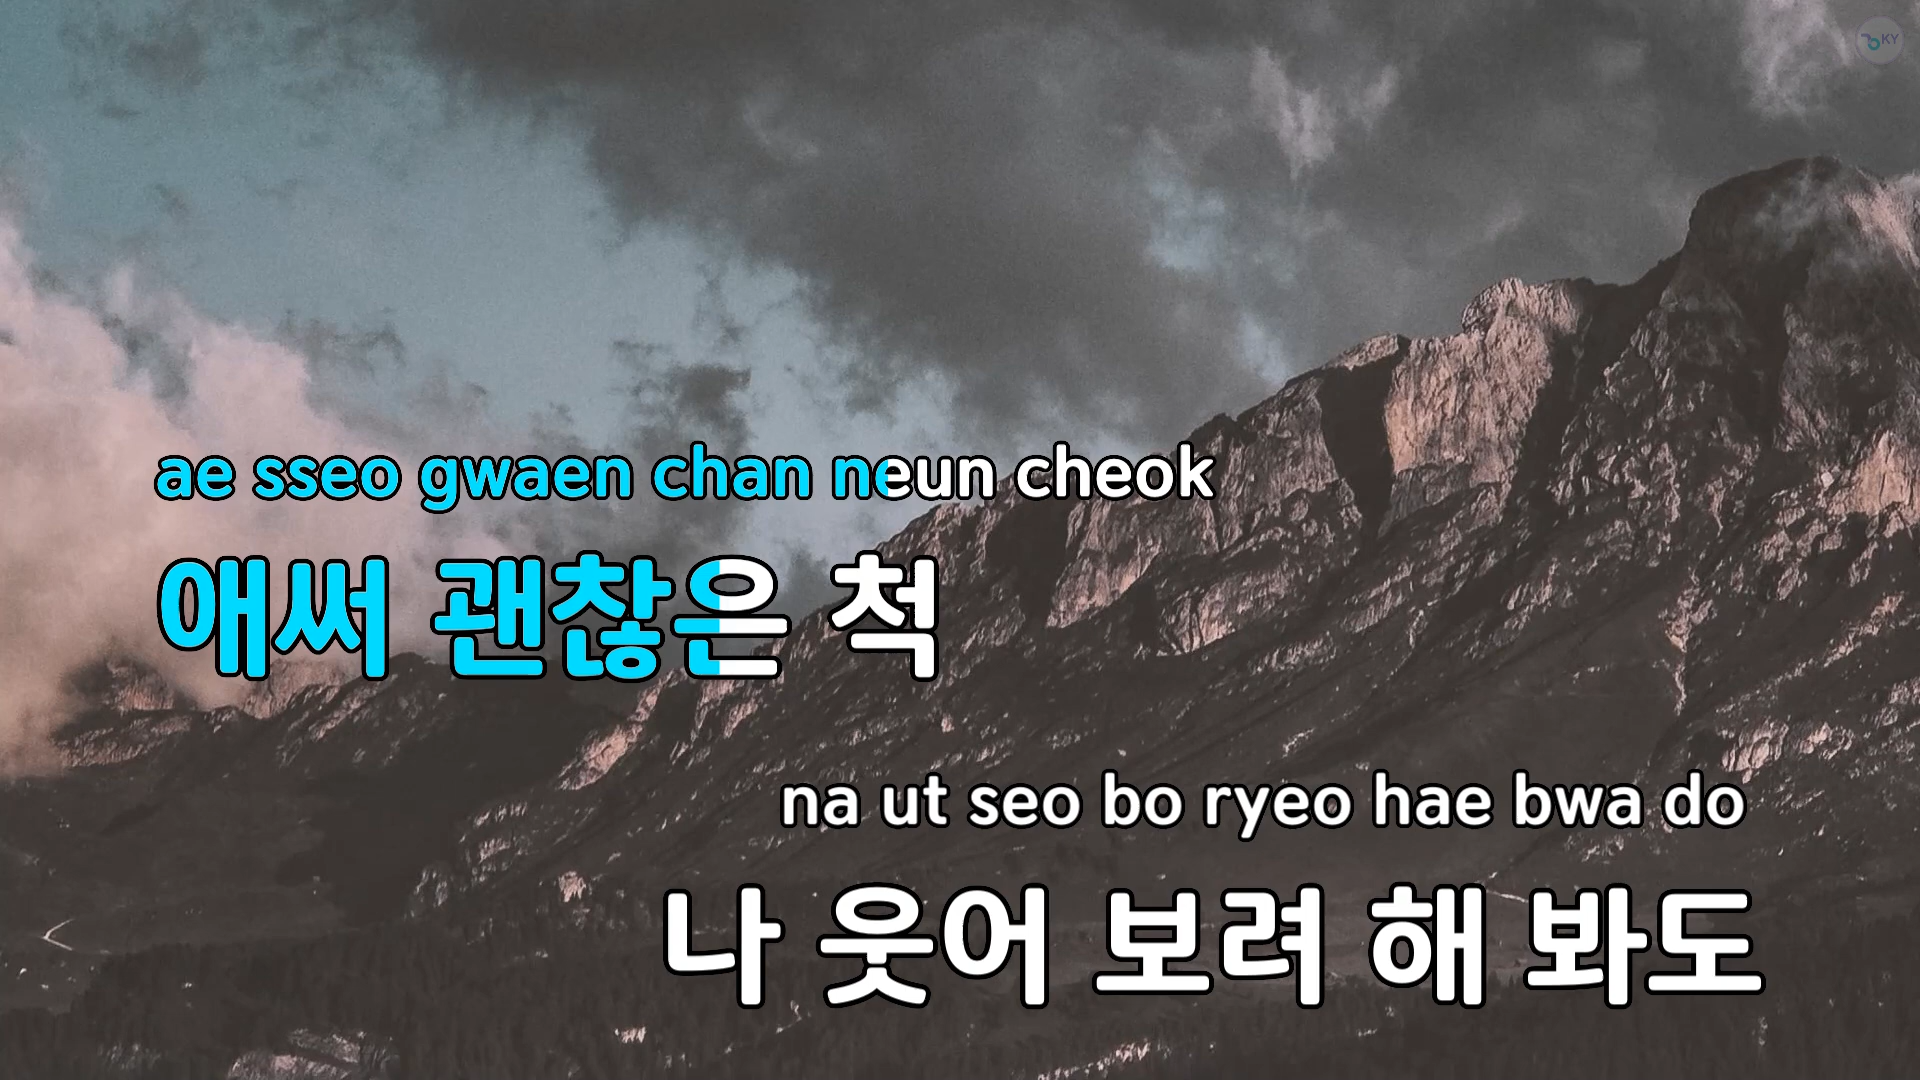 KY
ae sseo gwaen chan neun cheok
애써 괜찮은 척
na ut seo bo ryeo hae bwa do
나 웃어 보려 해 봐도